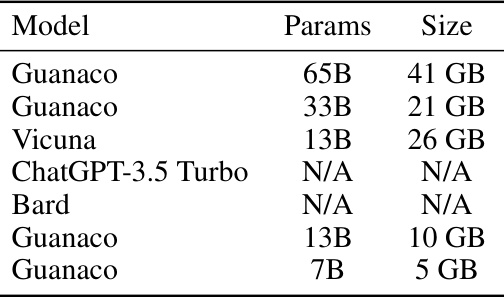 Model Params Size
Guanaco 65B 41 GB
Guanaco 33B 21 GB
Vicuna 13B 26 GB
ChatGPT-3.5 Turbo N/A N/A
Bard N/A N/A
Guanaco 13B 10 GB
Guanaco 7B 5 GB